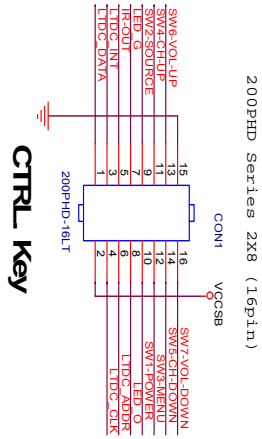 200PHD Series 2X8 (16pin)
CON1
VCCSB
SW6-VOL-UP
SW4-CH-UP
SW2-SOURCE
LED_G
IR-OUT
LTDC_INT
LTDC_DATA
15 16
13 14
11 12
9 10
7 8
5 6
3 4
1 2
SW7-VOL-DOWN
SW5-CH-DOWN
SW3-MENU
SW1-POWER
LED_O
LTDC_ADDR
LTDC_CLK
200PHD-16LT
CTRL Key